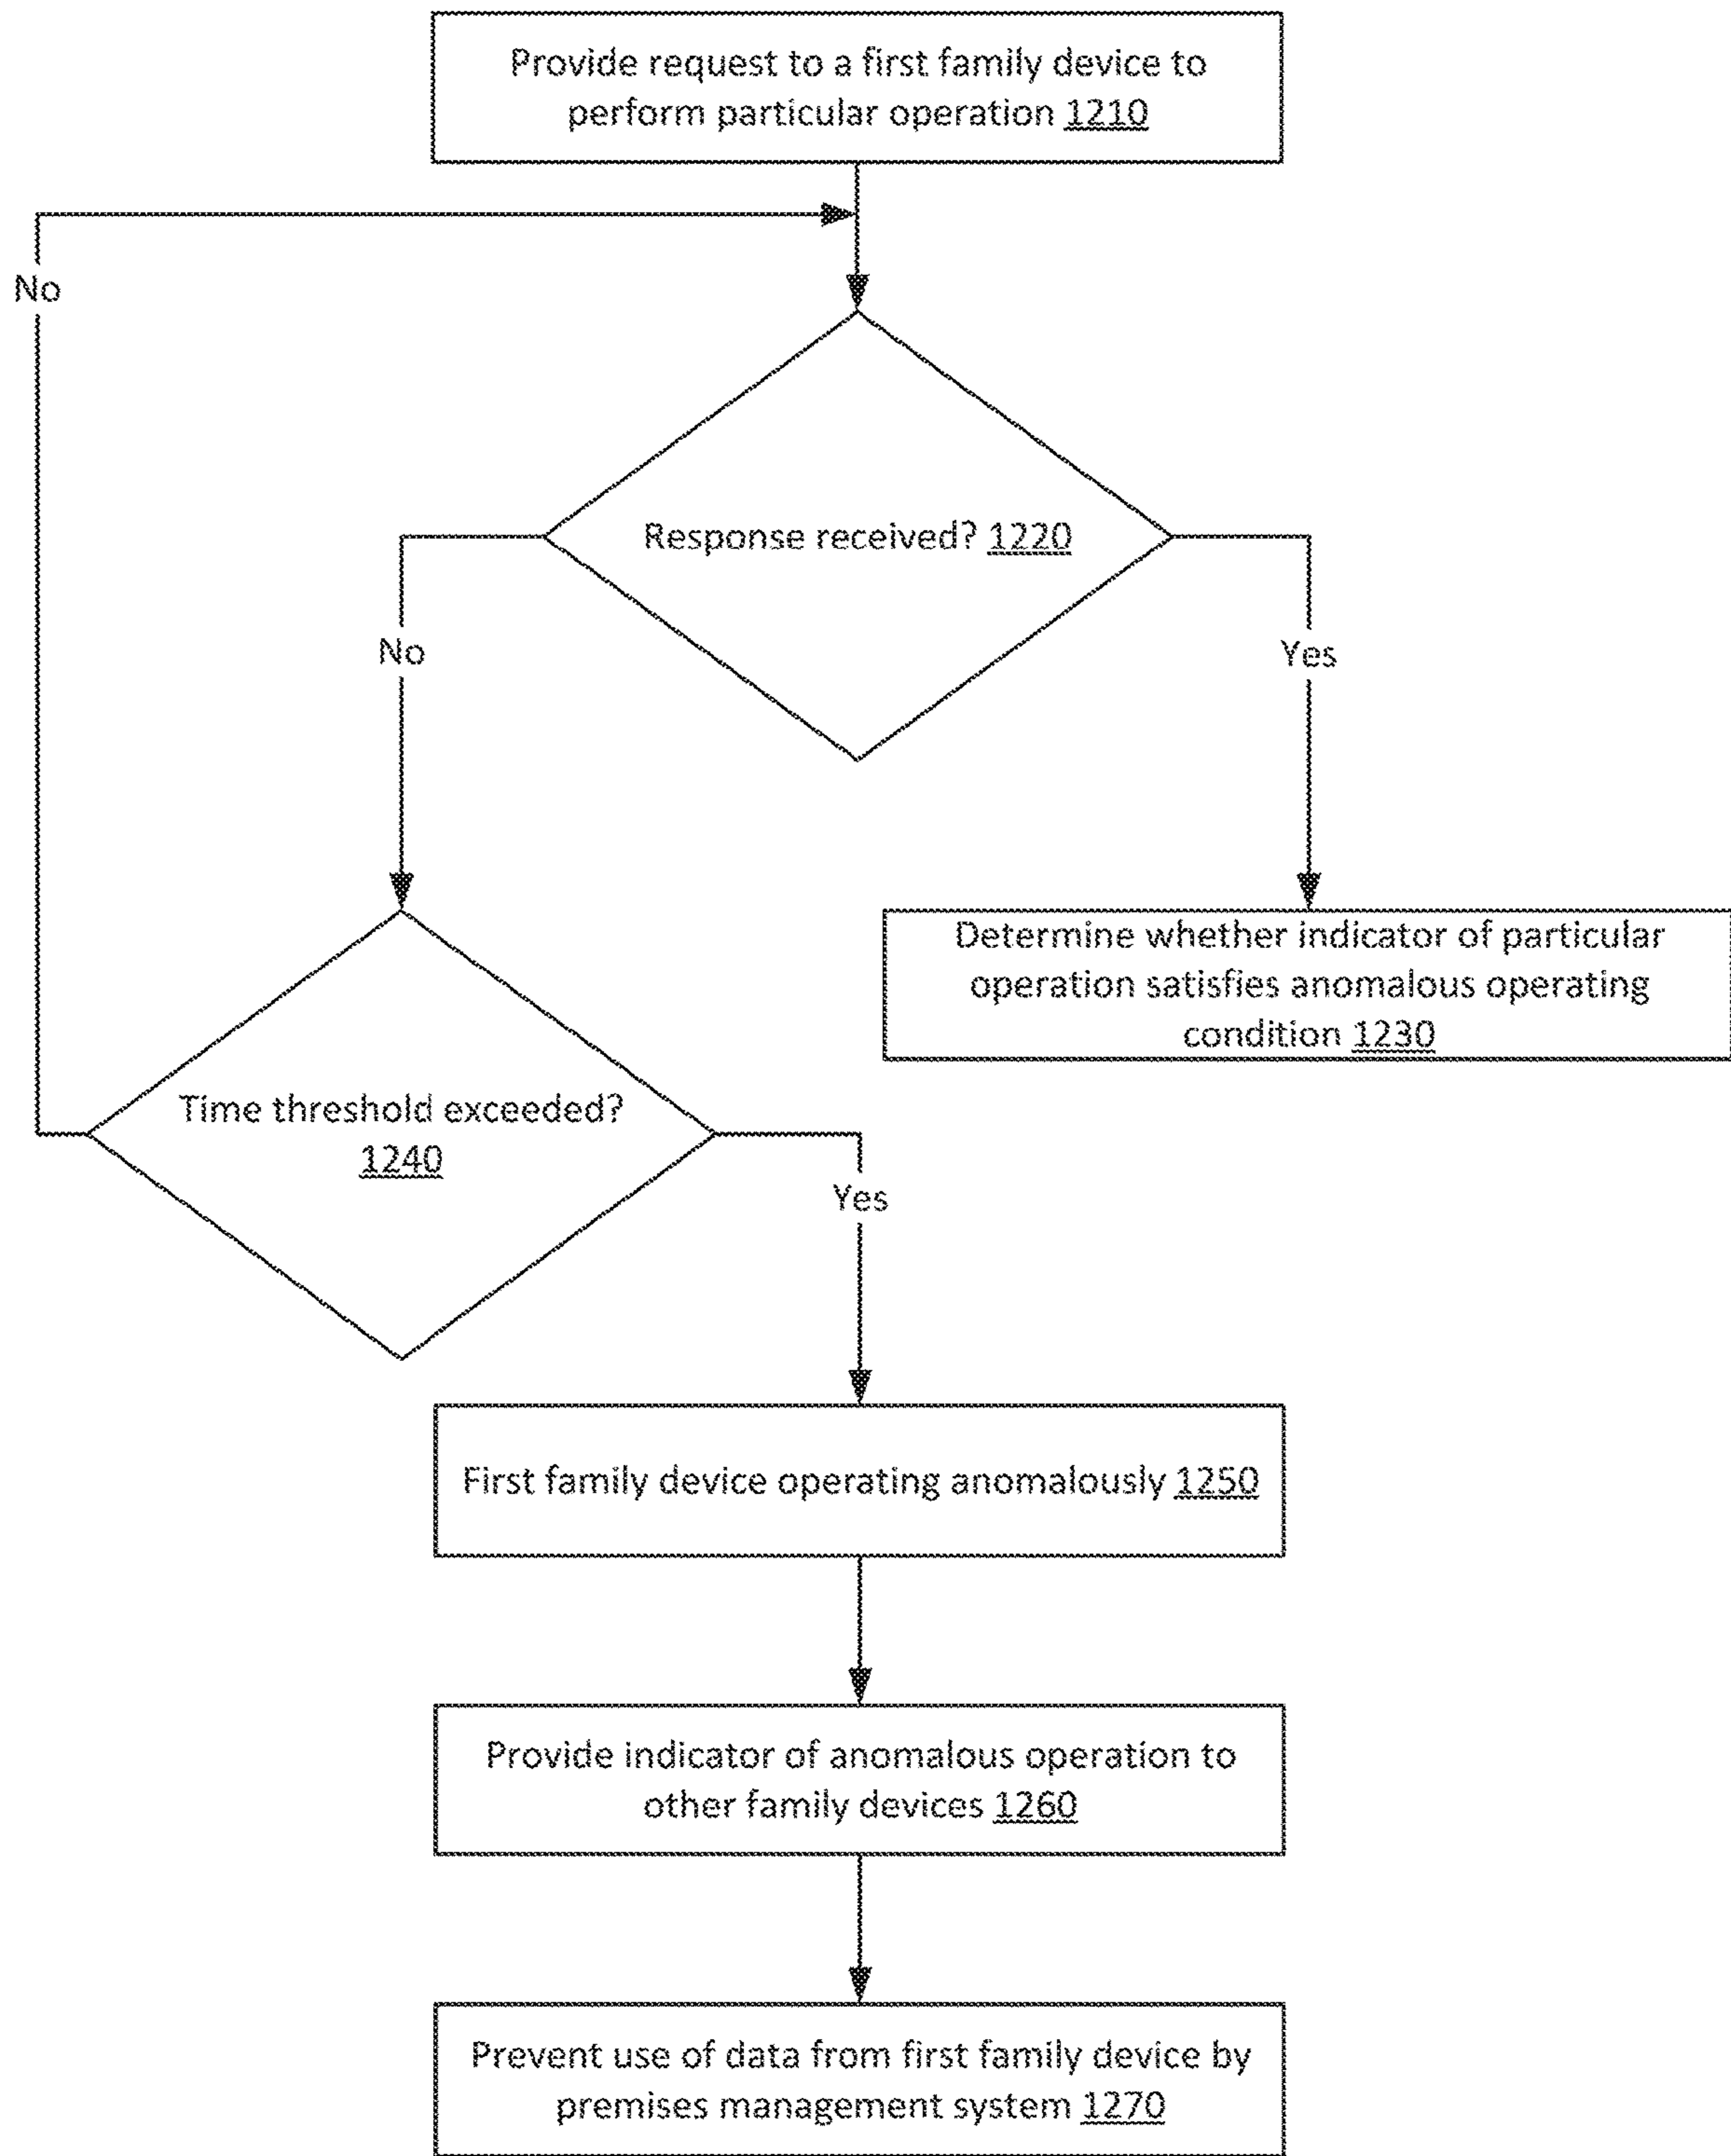 Provide request to a first family device to
perform particular operation 1210
No
Response received? 1220
No
Yes
Determine whether indicator of particular
operation satisfies anomalous operating
condition 1230
Time threshold exceeded?
1240
Yes
First family device operating anomalously 1250
Provide indicator of anomalous operation to
other family devices 1260
Prevent use of data from first family device by
premises management system 1270